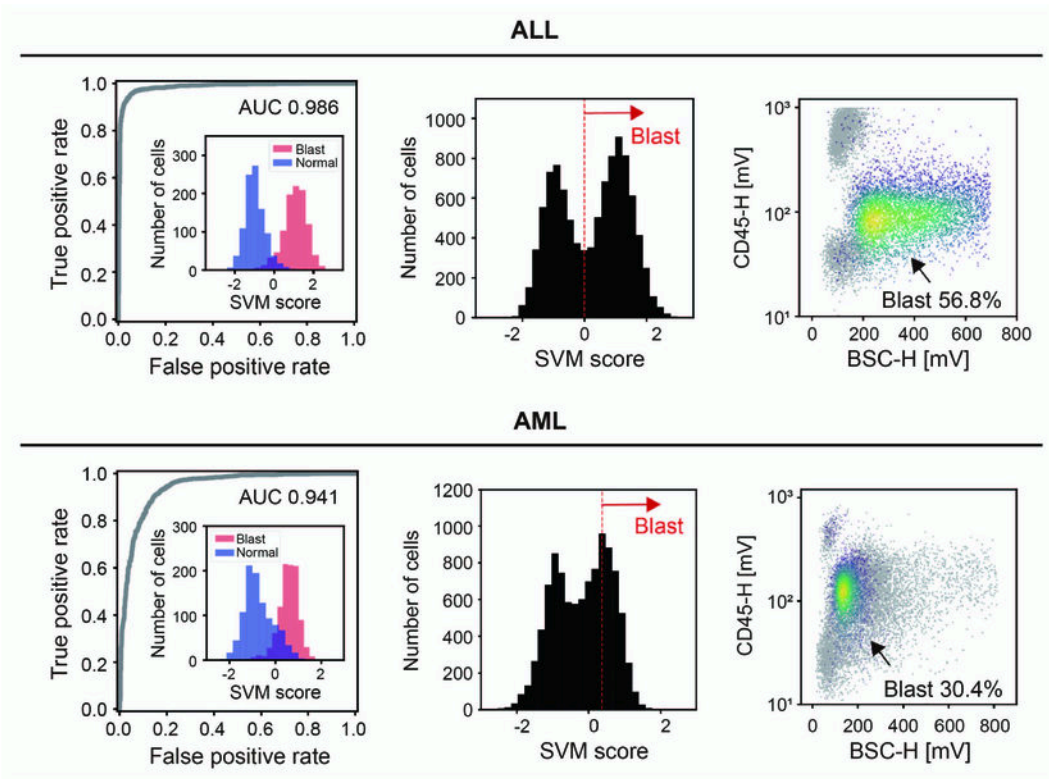 ALL
True positive rate
1.0
0.8
0.6
0.4
0.2
0.0
0.0 0.2 0.4 0.6 0.8 1.0
False positive rate
AUC 0.986
Number of cells
300
200
100
0
Blast
Normal
-2 0 2
SVM score
Number of cells
1000
800
600
400
200
0
-2 0 2
SVM score
Blast
CD45-H [mV]
10³
10²
10¹
Blast 56.8%
0 200 400 600 800
BSC-H [mV]
AML
True positive rate
1.0
0.8
0.6
0.4
0.2
0.0
0.0 0.2 0.4 0.6 0.8 1.0
False positive rate
AUC 0.941
Number of cells
300
200
100
0
Blast
Normal
-2 0 2
SVM score
Number of cells
1200
1000
800
600
400
200
0
-2 0 2
SVM score
Blast
CD45-H [mV]
10³
10²
10¹
Blast 30.4%
0 200 400 600 800
BSC-H [mV]